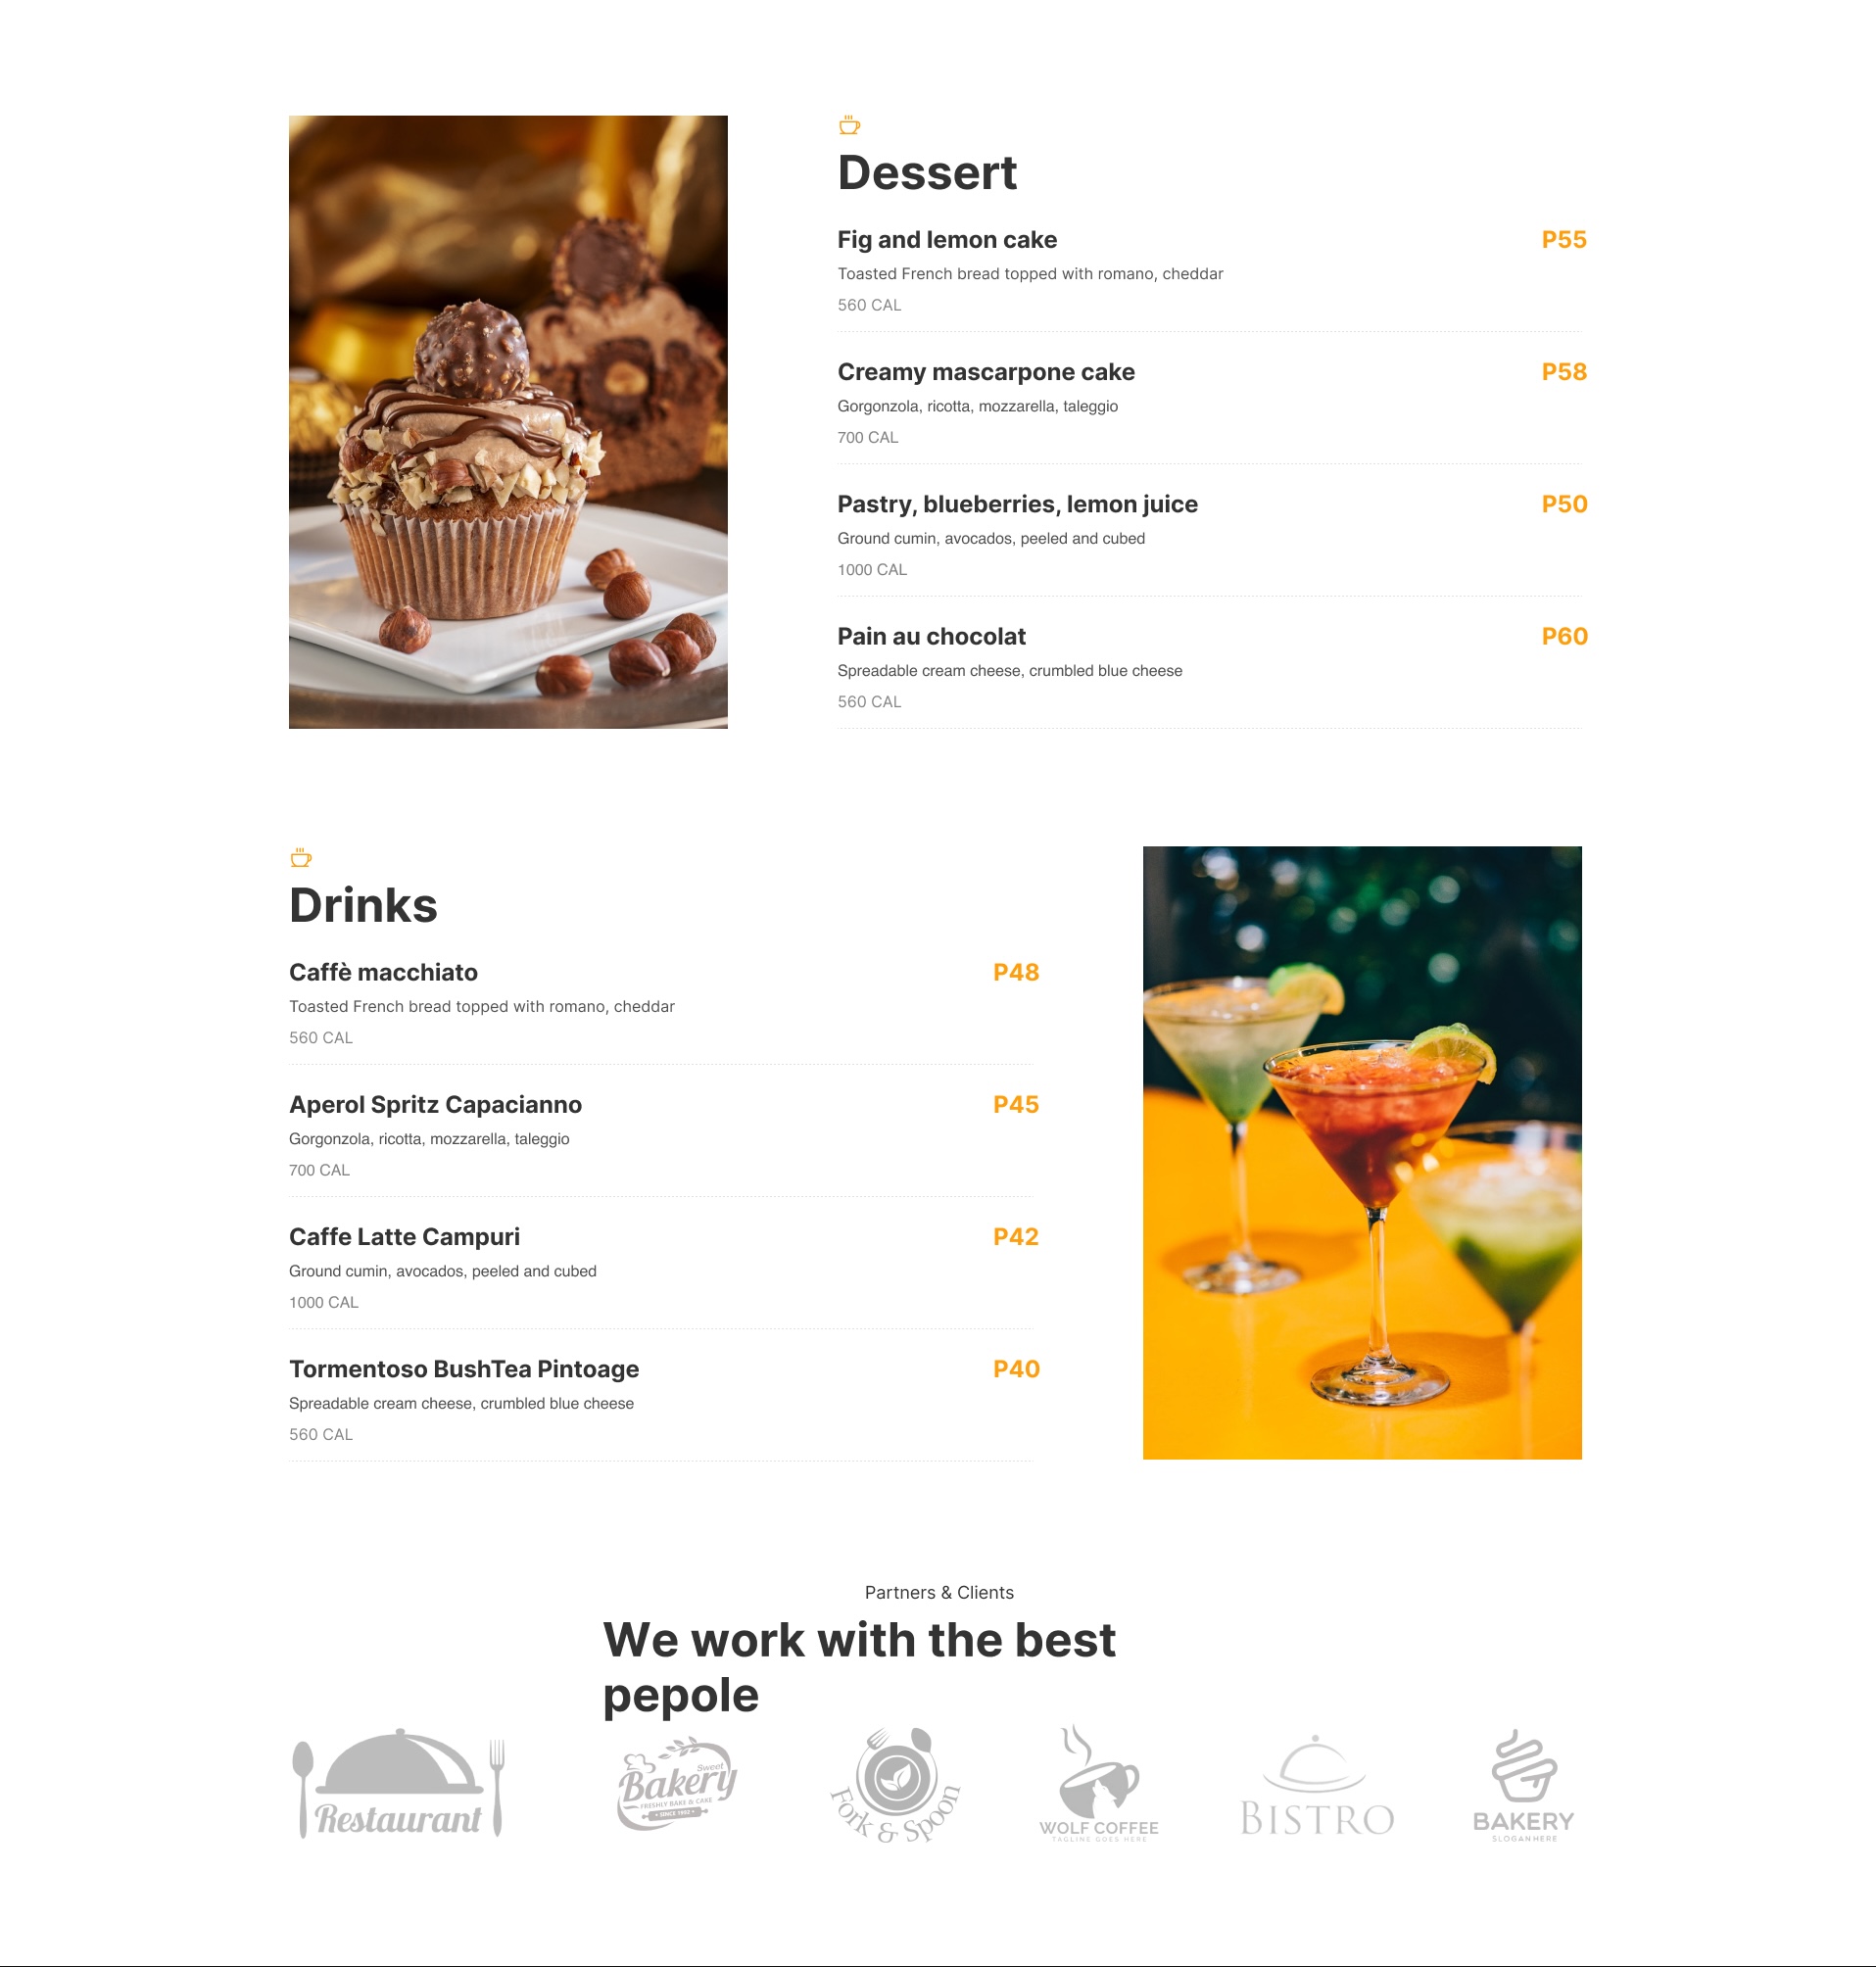 Dessert
Fig and lemon cake P55
Toasted French bread topped with romano, cheddar
560 CAL
Creamy mascarpone cake P58
Gorgonzola, ricotta, mozzarella, taleggio
700 CAL
Pastry, blueberries, lemon juice P50
Ground cumin, avocados, peeled and cubed
1000 CAL
Pain au chocolat P60
Spreadable cream cheese, crumbled blue cheese
560 CAL
Drinks
Caffè macchiato P48
Toasted French bread topped with romano, cheddar
560 CAL
Aperol Spritz Capacianno P45
Gorgonzola, ricotta, mozzarella, taleggio
700 CAL
Caffe Latte Campuri P42
Ground cumin, avocados, peeled and cubed
1000 CAL
Tormentoso BushTea Pintoage P40
Spreadable cream cheese, crumbled blue cheese
560 CAL
Partners & Clients
We work with the best
pepole
Restaurant
Sweet
Bakery
FRESHLY BAKE & CAKE
SINCE 1993
Fork & Spoon
WOLF COFFEE
TAGLINE GOES HERE
BISTRO
BAKERY
SLOGAN HERE